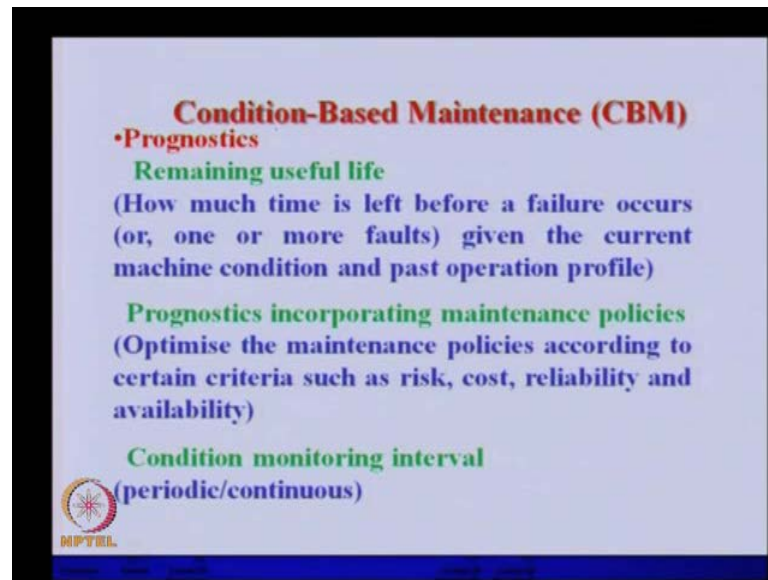 Condition-Based Maintenance (CBM)
•Prognostics
Remaining useful life
(How much time is left before a failure occurs
(or, one or more faults) given the current
machine condition and past operation profile)
Prognostics incorporating maintenance policies
(Optimise the maintenance policies according to
certain criteria such as risk, cost, reliability and
availability)
Condition monitoring interval
(periodic/continuous)
NPTEL